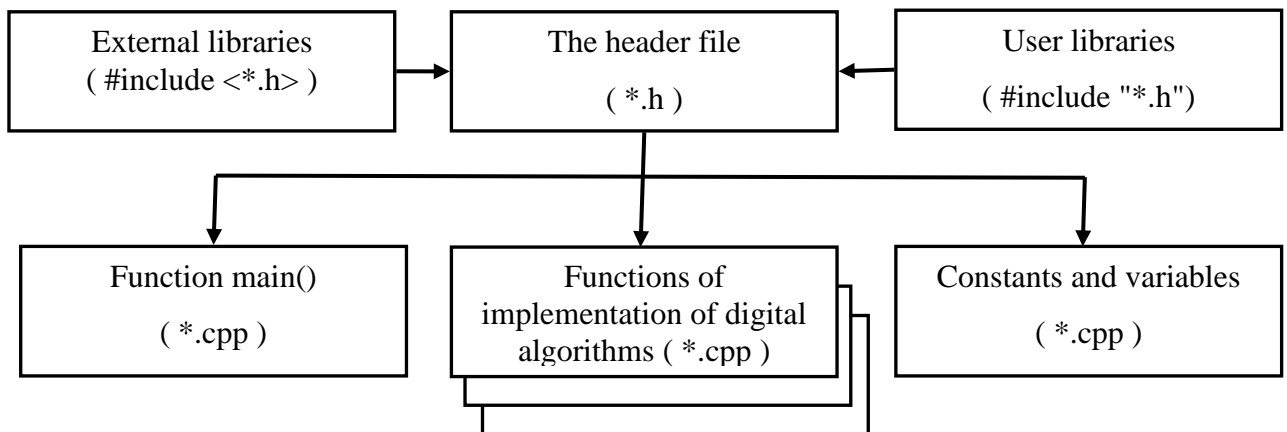 External libraries
( #include <*.h> )
The header file
( *.h )
User libraries
( #include "*.h")
Function main()
( *.cpp )
Functions of
implementation of digital
algorithms ( *.cpp )
Constants and variables
( *.cpp )